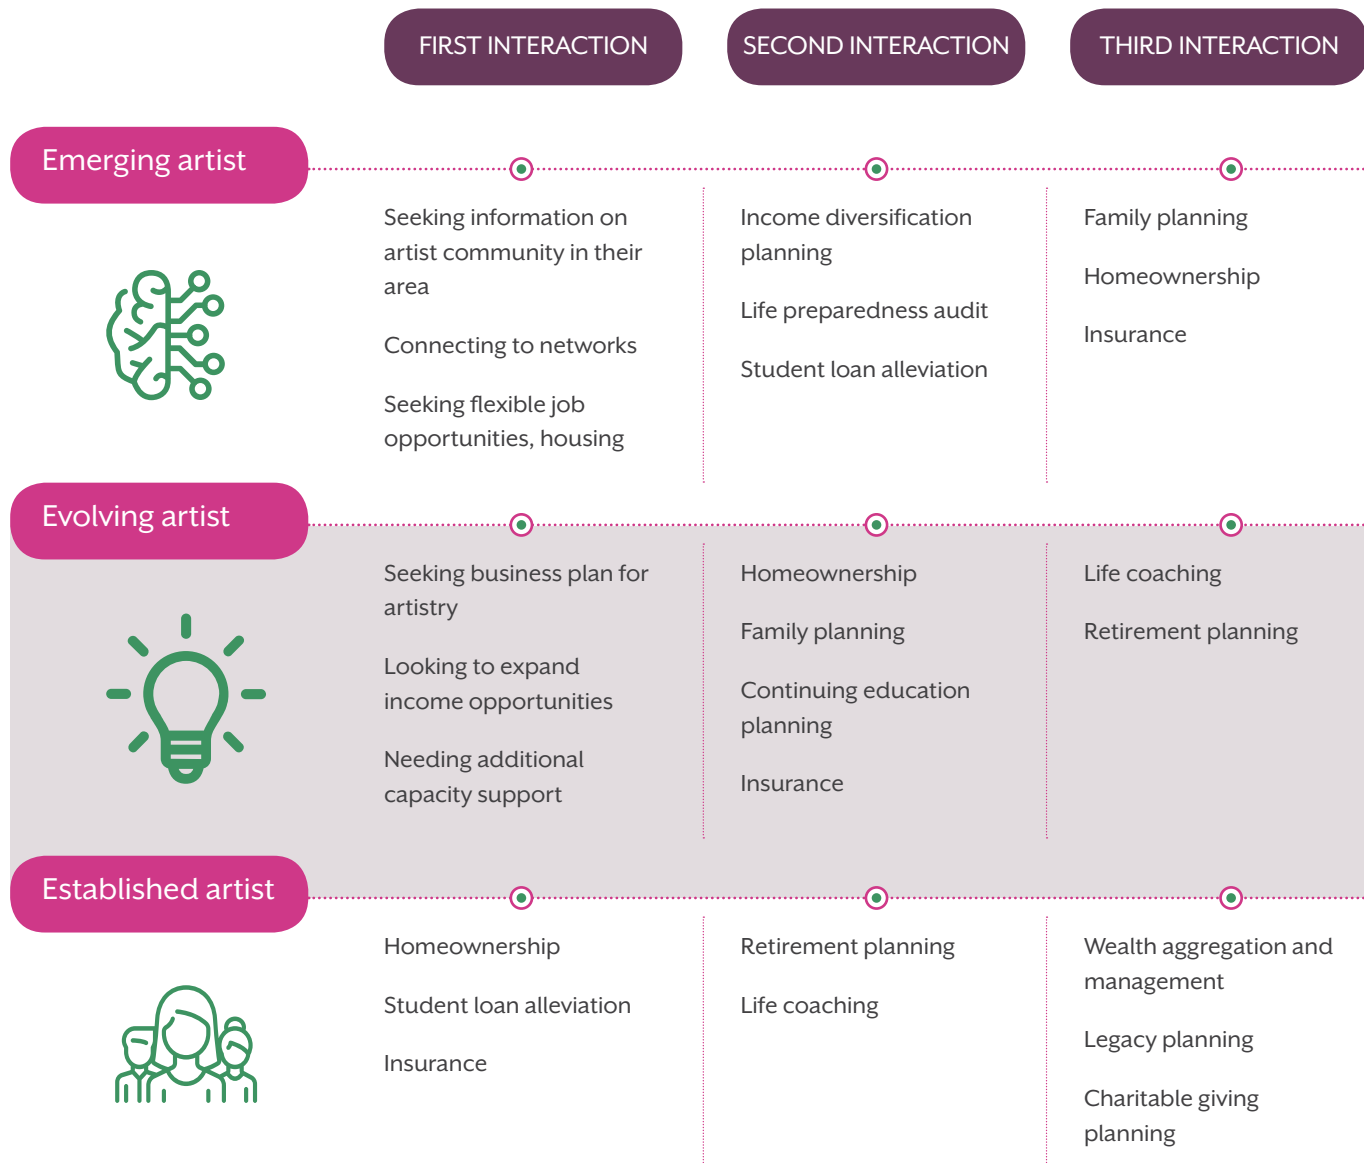 FIRST INTERACTION
SECOND INTERACTION
THIRD INTERACTION
Emerging artist
Seeking information on
artist community in their
area
Connecting to networks
Seeking flexible job
opportunities, housing
Income diversification
planning
Life preparedness audit
Student loan alleviation
Family planning
Homeownership
Insurance
Evolving artist
Seeking business plan for
artistry
Looking to expand
income opportunities
Needing additional
capacity support
Homeownership
Family planning
Continuing education
planning
Insurance
Life coaching
Retirement planning
Established artist
Homeownership
Student loan alleviation
Insurance
Retirement planning
Life coaching
Wealth aggregation and
management
Legacy planning
Charitable giving
planning